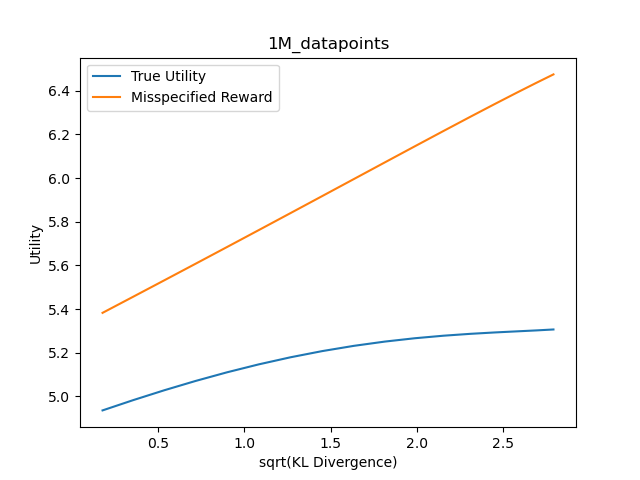 1M_datapoints
True Utility
Misspecified Reward
Utility
6.4
6.2
6.0
5.8
5.6
5.4
5.2
5.0
0.5 1.0 1.5 2.0 2.5
sqrt(KL Divergence)